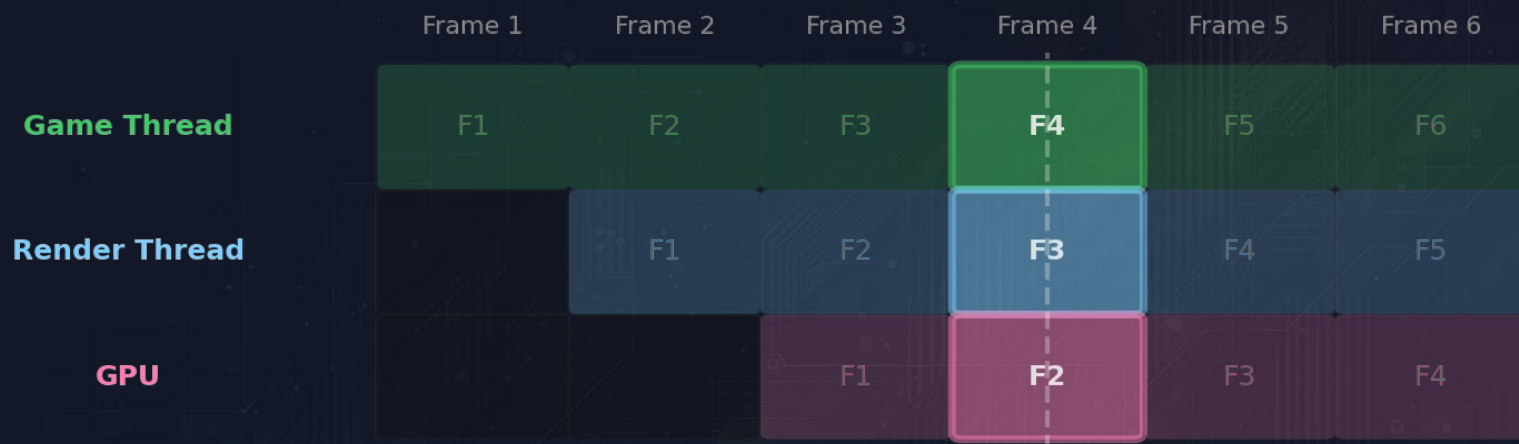 Frame 1 Frame 2 Frame 3 Frame 4 Frame 5 Frame 6
Game Thread F1 F2 F3 F4 F5 F6
Render Thread F1 F2 F3 F4 F5
GPU F1 F2 F3 F4